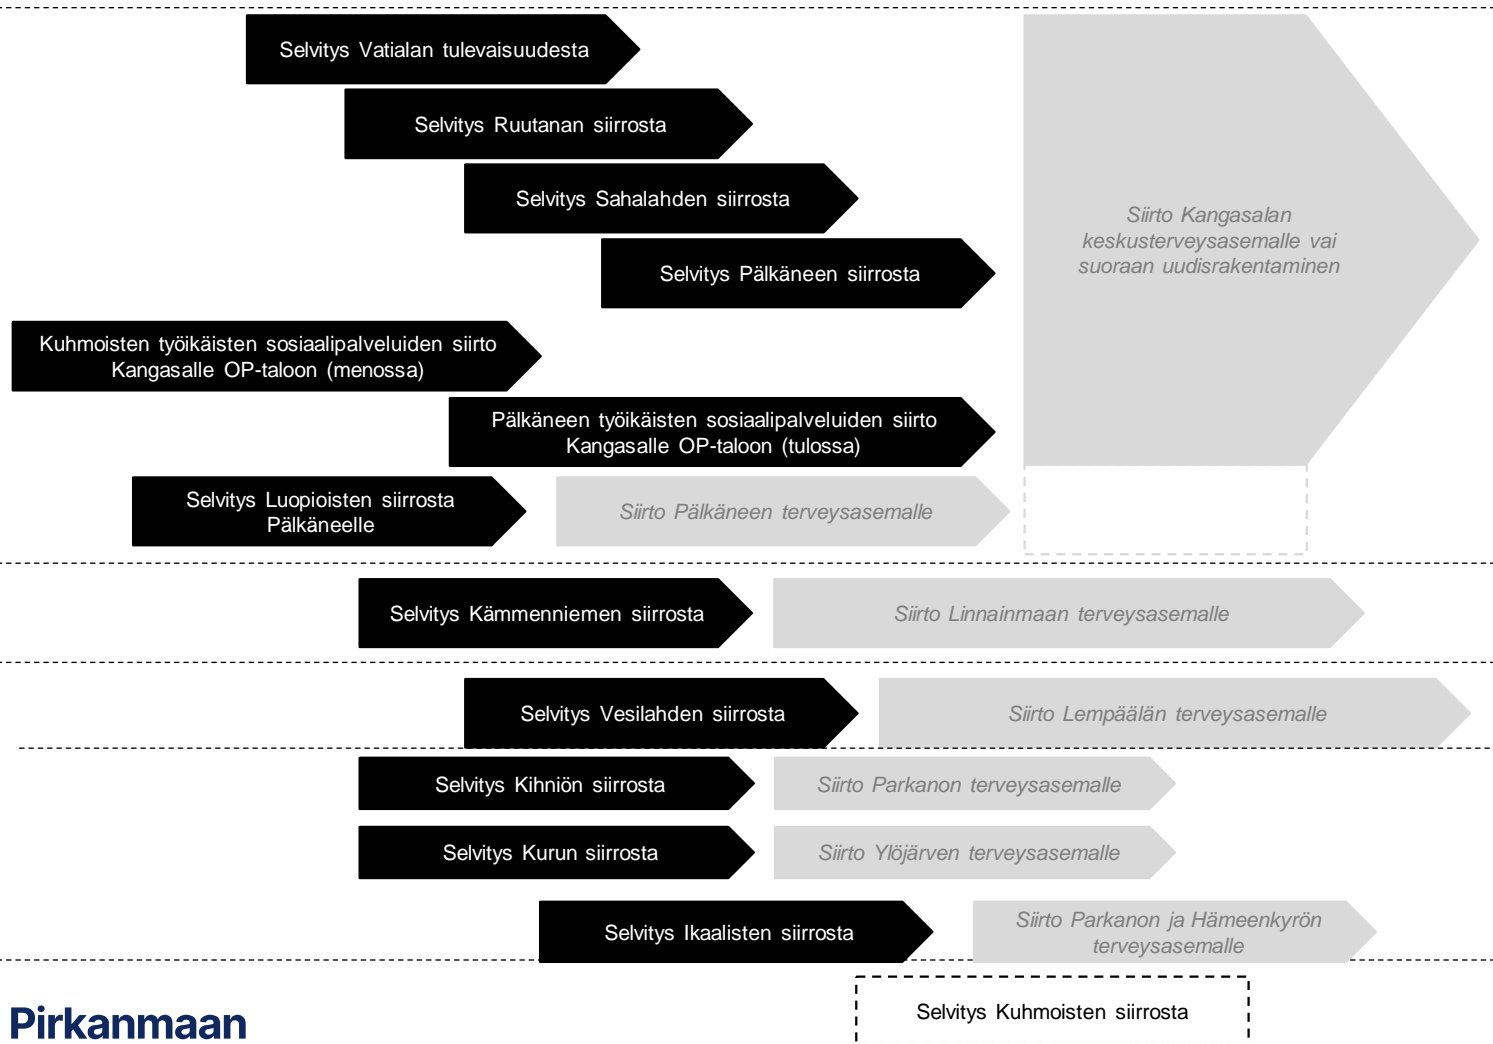 Selvitys Vatialan tulevaisuudesta
Selvitys Ruutanan siirrosta
Selvitys Sahalahden siirrosta
Selvitys Pälkäneen siirrosta
Siirto Kangasalan
keskusterveysasemalle vai
suoraan uudisrakentaminen
Kuhmoisten työikäisten sosiaalipalveluiden siirto
Kangasalle OP-taloon (menossa)
Pälkäneen työikäisten sosiaalipalveluiden siirto
Kangasalle OP-taloon (tulossa)
Selvitys Luopioisten siirrosta
Pälkäneelle
Siirto Pälkäneen terveysasemalle
Selvitys Kämmenniemen siirrosta
Siirto Linnainmaan terveysasemalle
Selvitys Vesilahden siirrosta
Siirto Lempäälän terveysasemalle
Selvitys Kihniön siirrosta
Siirto Parkanon terveysasemalle
Selvitys Kurun siirrosta
Siirto Ylöjärven terveysasemalle
Selvitys Ikaalisten siirrosta
Siirto Parkanon ja Hämeenkyrön
terveysasemalle
Selvitys Kuhmoisten siirrosta
Pirkanmaan